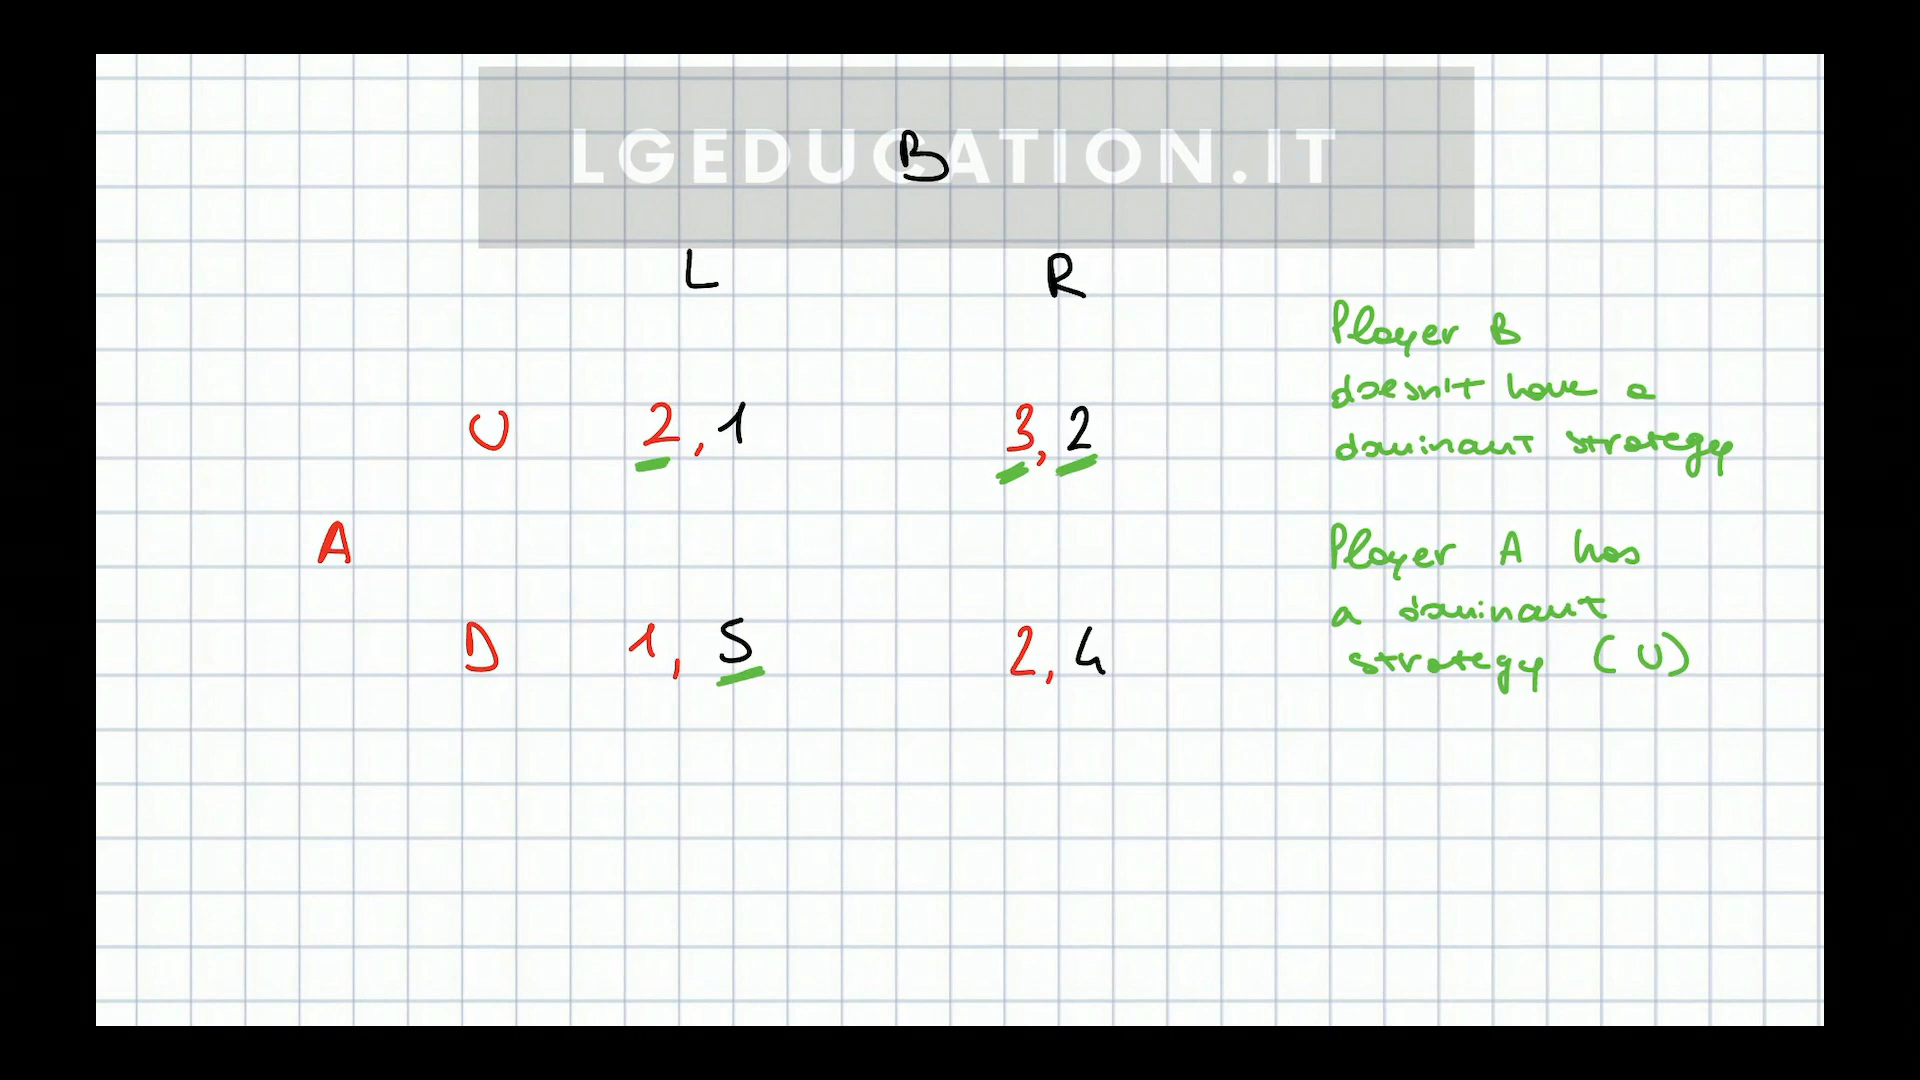 LGEDUCATION.IT
B
L R
Player B
doesn't have a
dominant strategy
U 2,1 3,2
A
Player A has
a dominant
strategy (U)
D 1,5 2,4